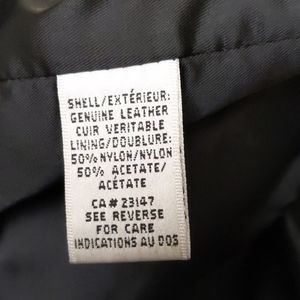 SHELL/EXTÉRIEUR:
GENUINE LEATHER
CUIR VERITABLE
LINING/DOUBLURE:
50% NYLON/NYLON
50% ACETATE/
ACÉTATE
CA# 23147
SEE REVERSE
FOR CARE
INDICATIONS AU DOS